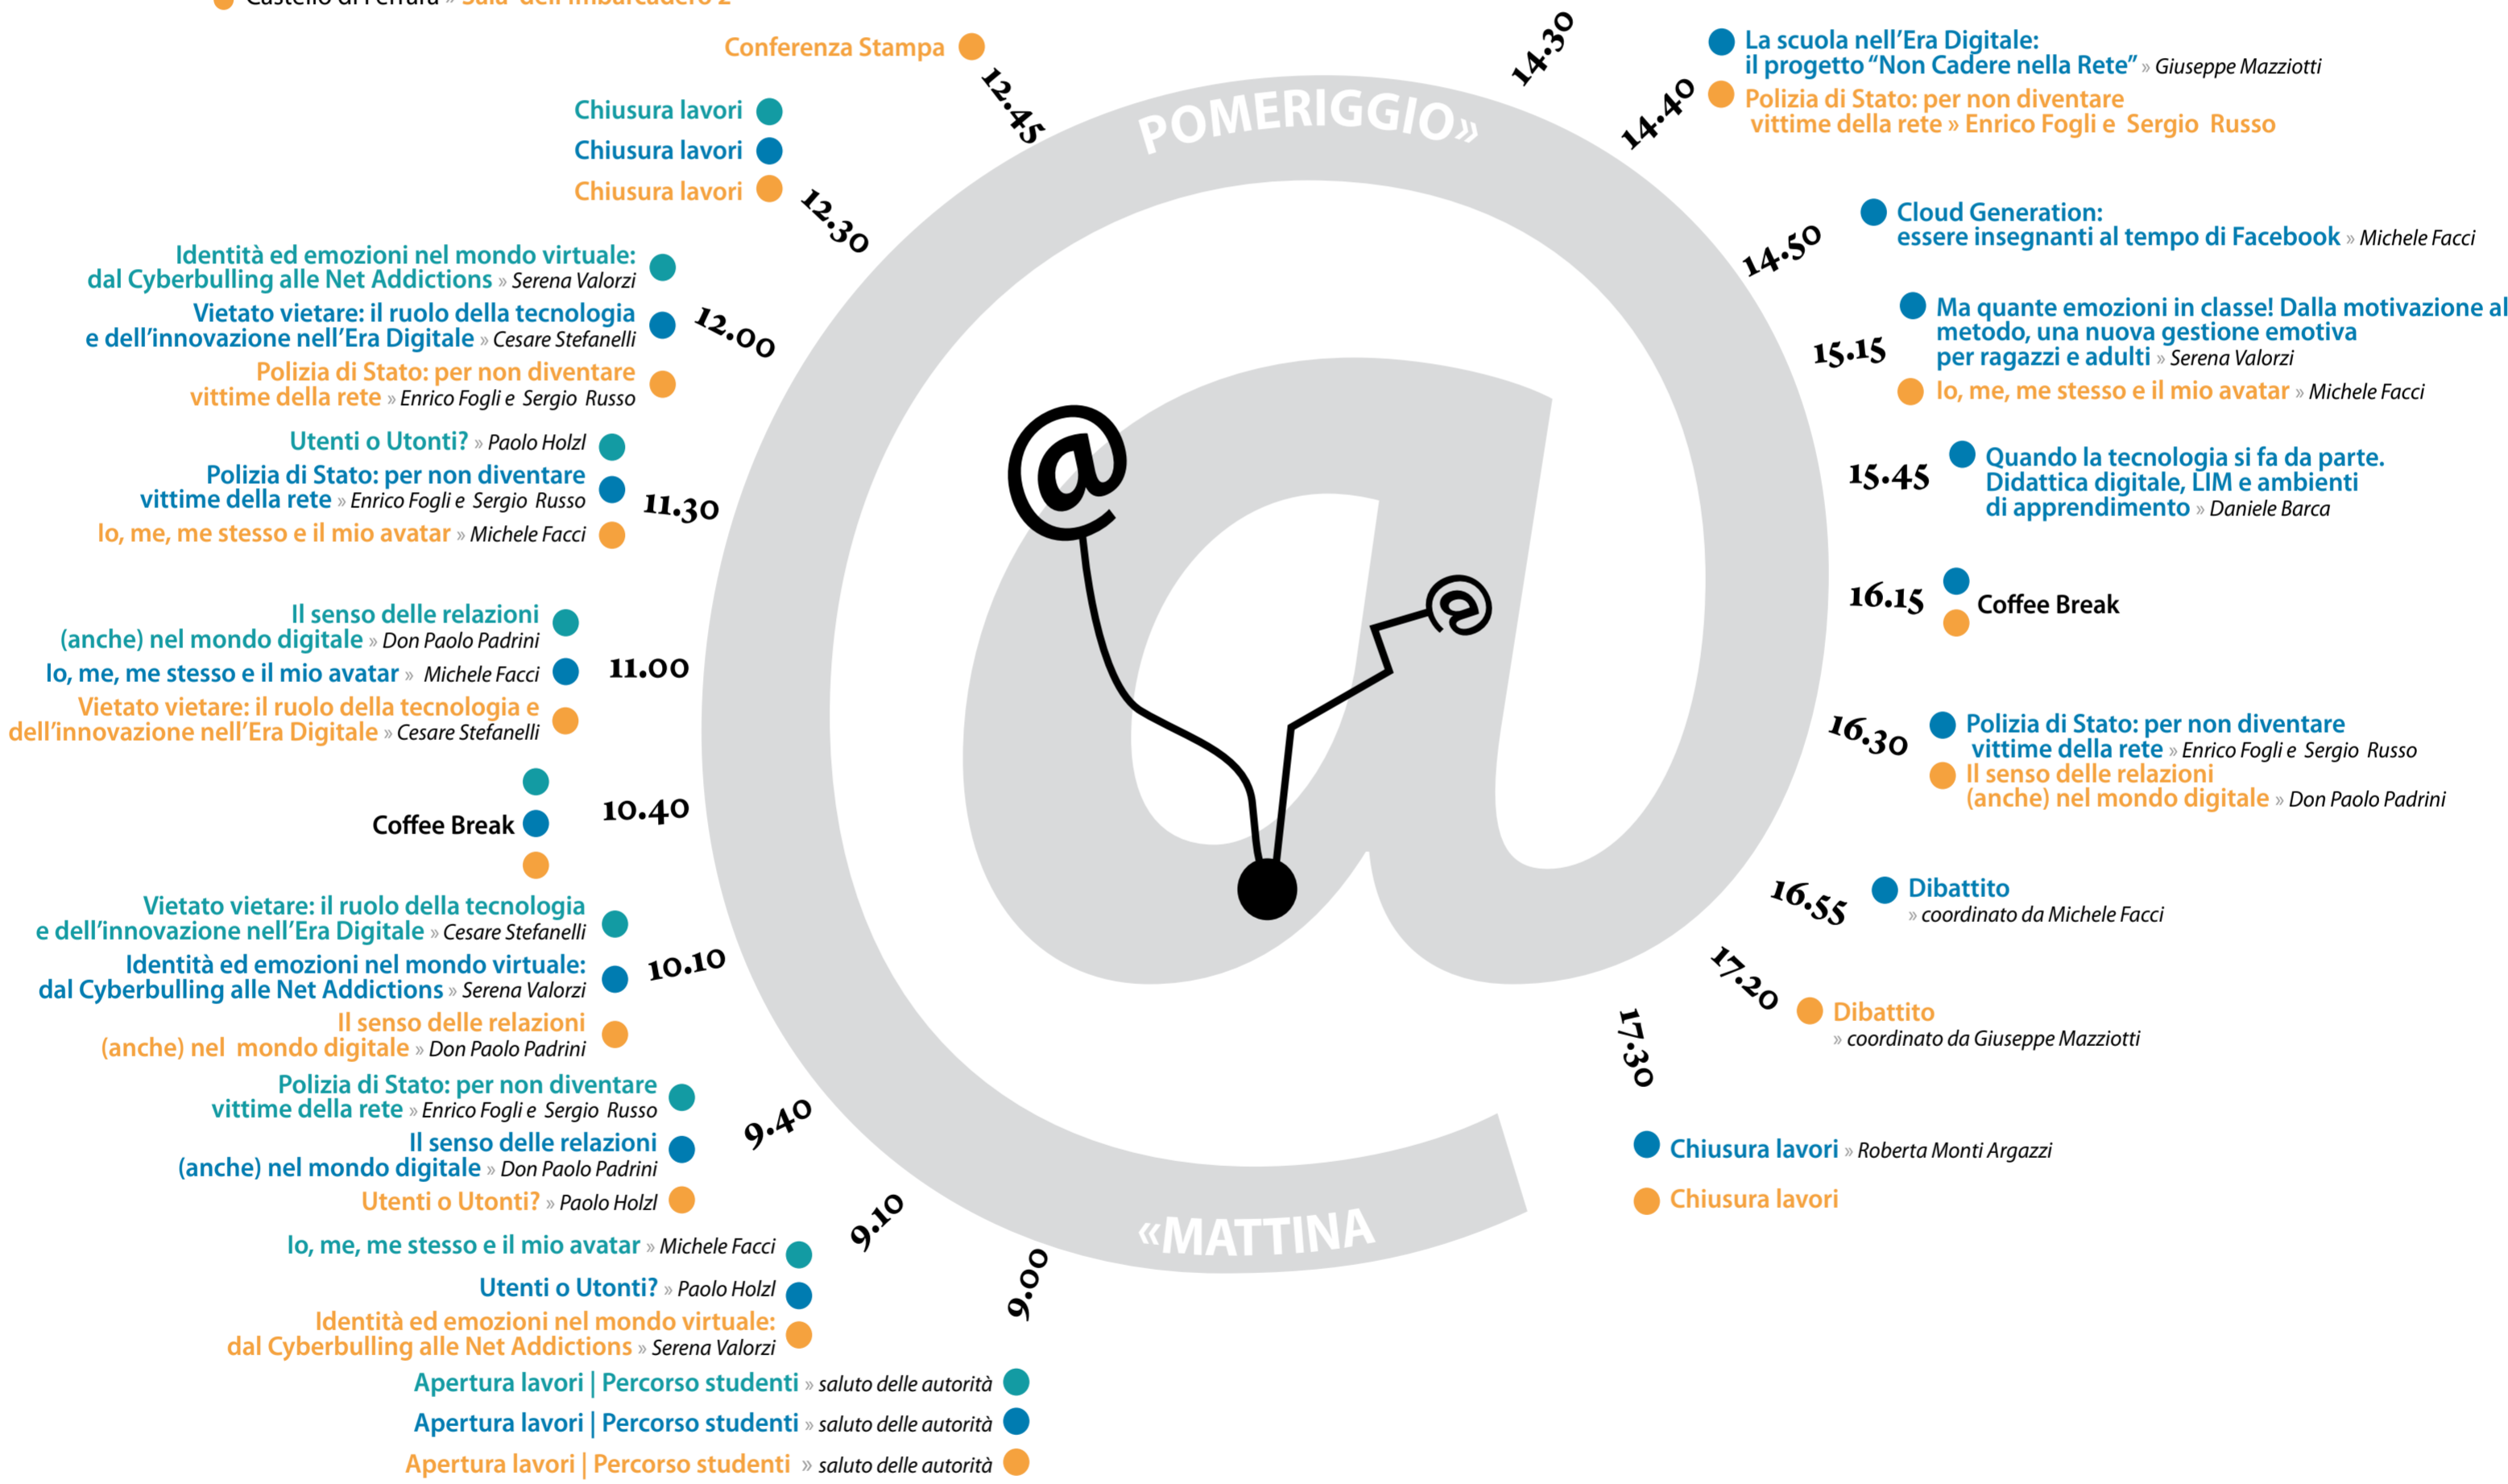 Castello di Ferrara » Sala dell'Imbarcadero 2
Conferenza Stampa
12.45
Chiusura lavori
Chiusura lavori
Chiusura lavori
12.30
Identità ed emozioni nel mondo virtuale:
dal Cyberbulling alle Net Addictions » Serena Valorzi
Vietato vietare: il ruolo della tecnologia
e dell'innovazione nell'Era Digitale » Cesare Stefanelli
Polizia di Stato: per non diventare
vittime della rete » Enrico Fogli e Sergio Russo
12.00
Utenti o Utonti? » Paolo Holzl
Polizia di Stato: per non diventare
vittime della rete » Enrico Fogli e Sergio Russo
Io, me, me stesso e il mio avatar » Michele Facci
11.30
Il senso delle relazioni
(anche) nel mondo digitale » Don Paolo Padrini
Io, me, me stesso e il mio avatar » Michele Facci
Vietato vietare: il ruolo della tecnologia e
dell'innovazione nell'Era Digitale » Cesare Stefanelli
11.00
Coffee Break
10.40
Vietato vietare: il ruolo della tecnologia
e dell'innovazione nell'Era Digitale » Cesare Stefanelli
Identità ed emozioni nel mondo virtuale:
dal Cyberbulling alle Net Addictions » Serena Valorzi
Il senso delle relazioni
(anche) nel mondo digitale » Don Paolo Padrini
10.10
Polizia di Stato: per non diventare
vittime della rete » Enrico Fogli e Sergio Russo
Il senso delle relazioni
(anche) nel mondo digitale » Don Paolo Padrini
Utenti o Utonti? » Paolo Holzl
9.40
Io, me, me stesso e il mio avatar » Michele Facci
Utenti o Utonti? » Paolo Holzl
Identità ed emozioni nel mondo virtuale:
dal Cyberbulling alle Net Addictions » Serena Valorzi
9.10
Apertura lavori | Percorso studenti » saluto delle autorità
Apertura lavori | Percorso studenti » saluto delle autorità
Apertura lavori | Percorso studenti » saluto delle autorità
9.00
«MATTINA
POMERIGGIO»
@
@
@
14.30
La scuola nell'Era Digitale:
il progetto "Non Cadere nella Rete" » Giuseppe Mazziotti
Polizia di Stato: per non diventare
vittime della rete » Enrico Fogli e Sergio Russo
14.40
Cloud Generation:
essere insegnanti al tempo di Facebook » Michele Facci
14.50
Ma quante emozioni in classe! Dalla motivazione al
metodo, una nuova gestione emotiva
per ragazzi e adulti » Serena Valorzi
Io, me, me stesso e il mio avatar » Michele Facci
15.15
Quando la tecnologia si fa da parte.
Didattica digitale, LIM e ambienti
di apprendimento » Daniele Barca
15.45
16.15
Coffee Break
16.30
Polizia di Stato: per non diventare
vittime della rete » Enrico Fogli e Sergio Russo
Il senso delle relazioni
(anche) nel mondo digitale » Don Paolo Padrini
16.55
Dibattito
» coordinato da Michele Facci
17.20
Dibattito
» coordinato da Giuseppe Mazziotti
17.30
Chiusura lavori » Roberta Monti Argazzi
Chiusura lavori